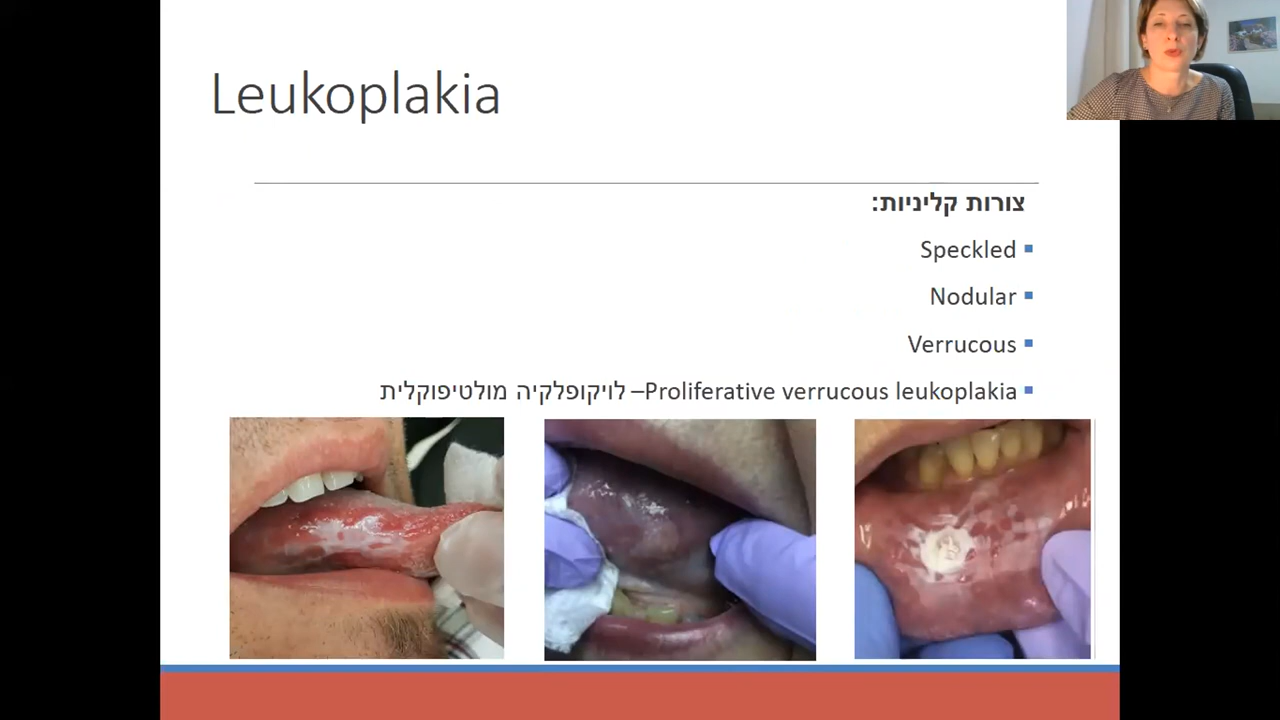 Leukoplakia
צורות קליניות:
▪ Speckled
▪ Nodular
▪ Verrucous
▪ Proliferative verrucous leukoplakia– לויקופלקיה מולטיפוקלית